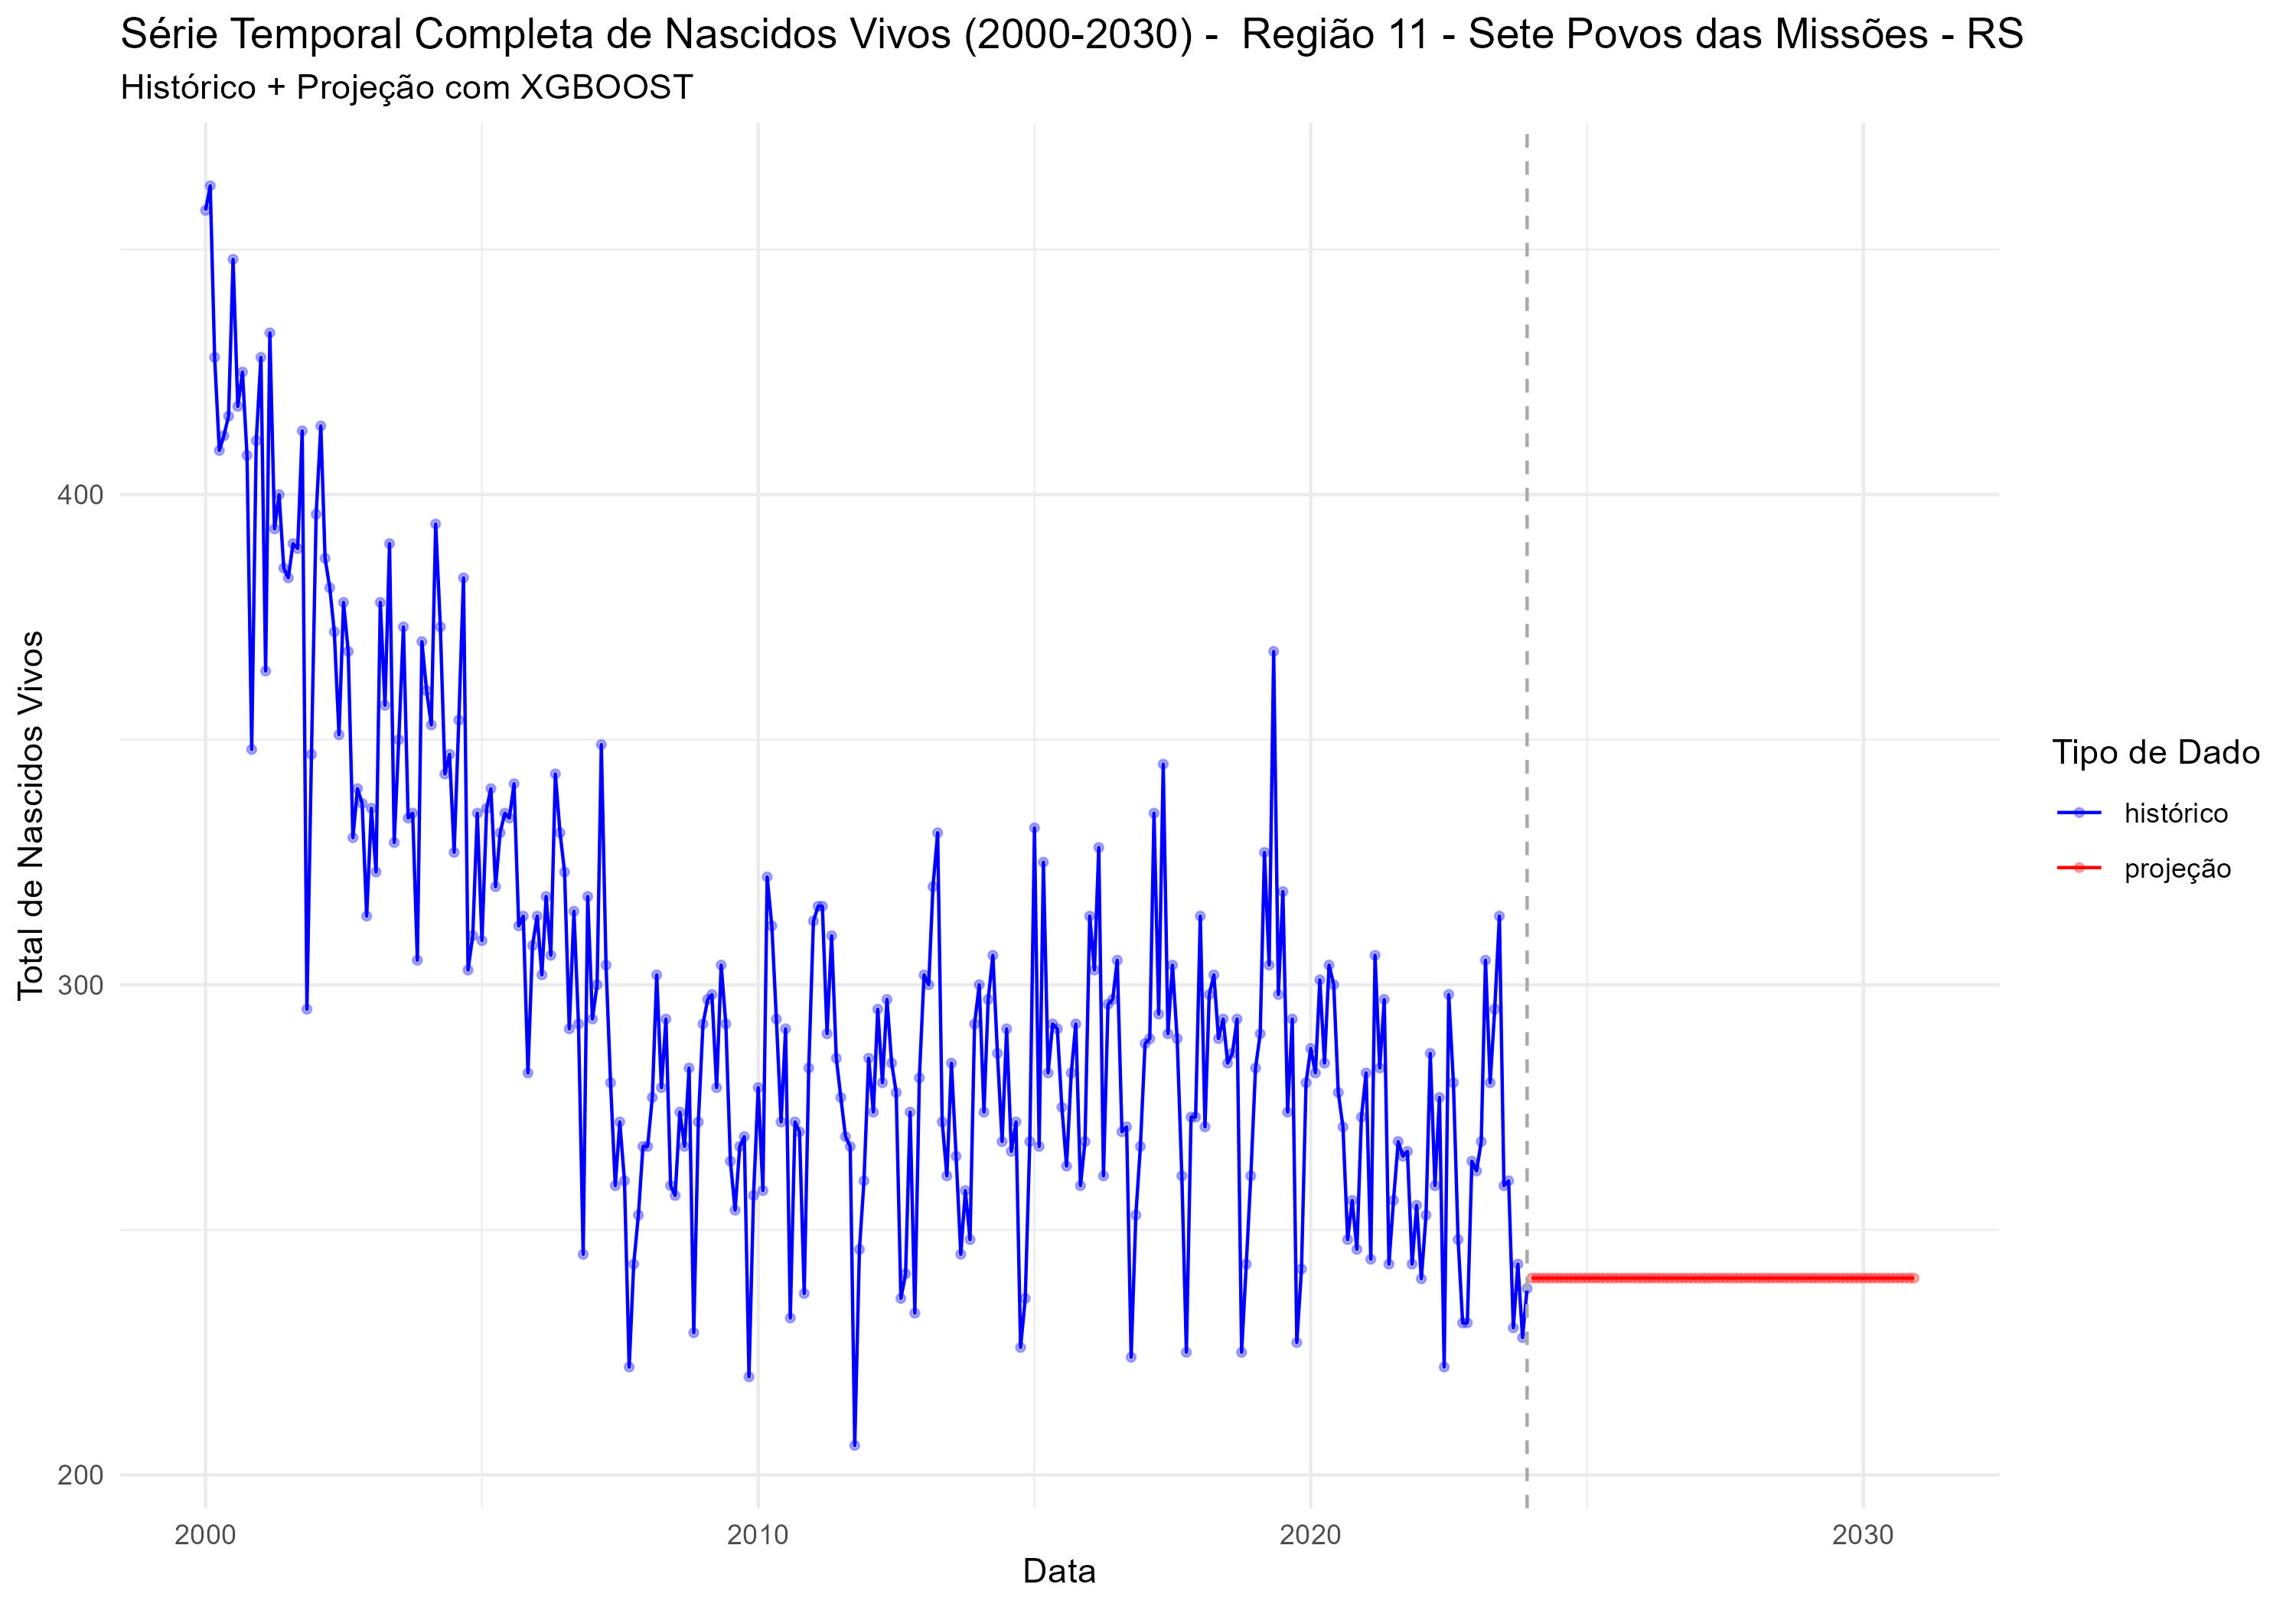 Série Temporal Completa de Nascidos Vivos (2000-2030) -  Região 11 - Sete Povos das Missões - RS
Histórico + Projeção com XGBOOST
Total de Nascidos Vivos
400
300
200
2000
2010
2020
2030
Data
Tipo de Dado
histórico
projeção